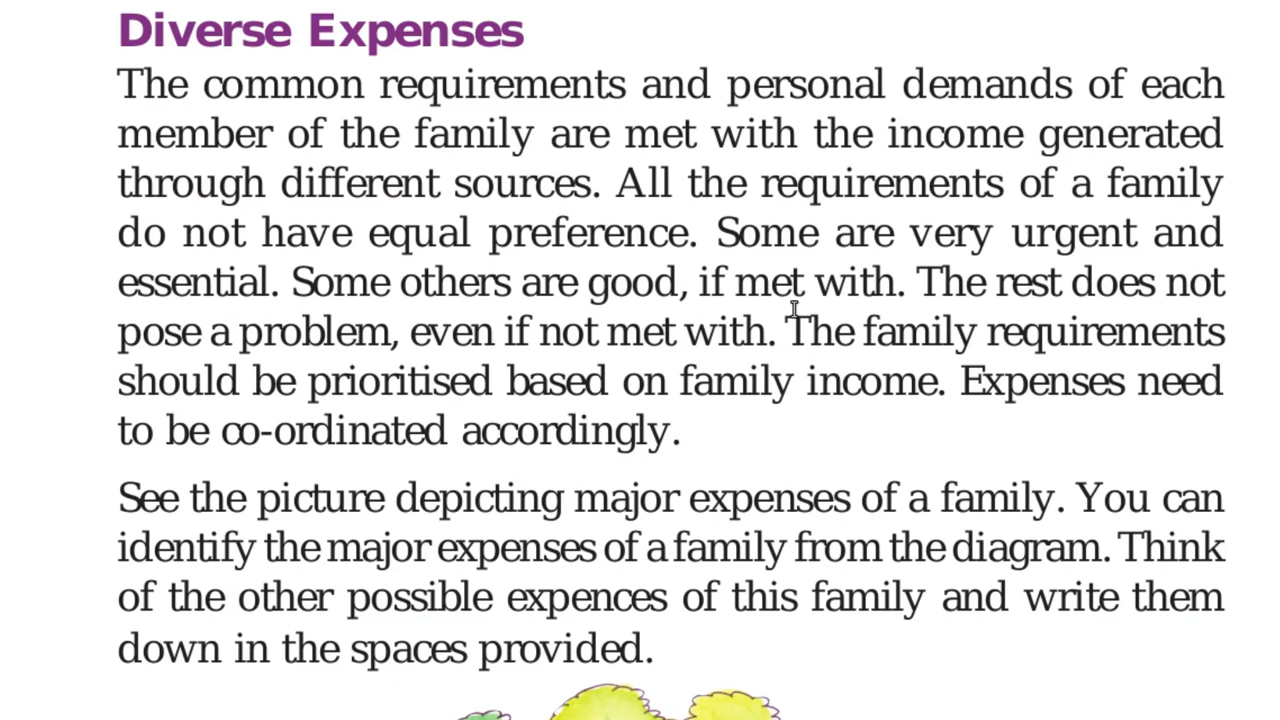 Diverse Expenses
The common requirements and personal demands of each
member of the family are met with the income generated
through different sources. All the requirements of a family
do not have equal preference. Some are very urgent and
essential. Some others are good, if met with. The rest does not
pose a problem, even if not met with. The family requirements
should be prioritised based on family income. Expenses need
to be co-ordinated accordingly.
See the picture depicting major expenses of a family. You can
identify the major expenses of a family from the diagram. Think
of the other possible expences of this family and write them
down in the spaces provided.